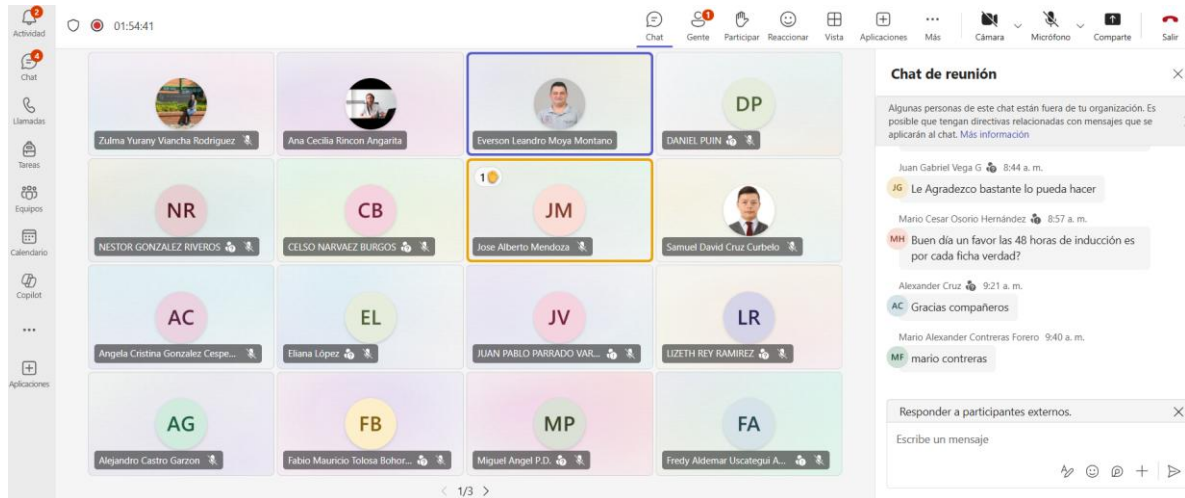 2
Actividad
4
Chat
Llamadas
Tareas
Equipos
Calendario
Copilot
Aplicaciones
01:54:41
Chat
9
Gente
Participar
Reaccionar
Vista
Aplicaciones
Más
Cámara
Micrófono
Comparte
Salir
Zulma Yurany Viancha Rodriguez
Ana Cecilia Rincon Angarita
Everson Leandro Moya Montano
DP
DANIEL PUIN
NR
NESTOR GONZALEZ RIVEROS
CB
CELSO NARVAEZ BURGOS
1
JM
Jose Alberto Mendoza
Samuel David Cruz Curbelo
AC
Angela Cristina Gonzalez Cespe...
EL
Eliana López
JV
JUAN PABLO PARRADO VAR...
LR
LIZETH REY RAMIREZ
AG
Alejandro Castro Garzon
FB
Fabio Mauricio Tolosa Bohor...
MP
Miguel Angel P.D.
FA
Fredy Aldemar Uscategui A...
1/3
Chat de reunión
Algunas personas de este chat están fuera de tu organización. Es
posible que tengan directivas relacionadas con mensajes que se
aplicarán al chat. Más información
Juan Gabriel Vega G 8:44 a. m.
JG Le Agradezco bastante lo pueda hacer
Mario Cesar Osorio Hernández 8:57 a. m.
MH Buen día un favor las 48 horas de inducción es
por cada ficha verdad?
Alexander Cruz 9:21 a. m.
AC Gracias compañeros
Mario Alexander Contreras Forero 9:40 a. m.
MF mario contreras
Responder a participantes externos.
Escribe un mensaje